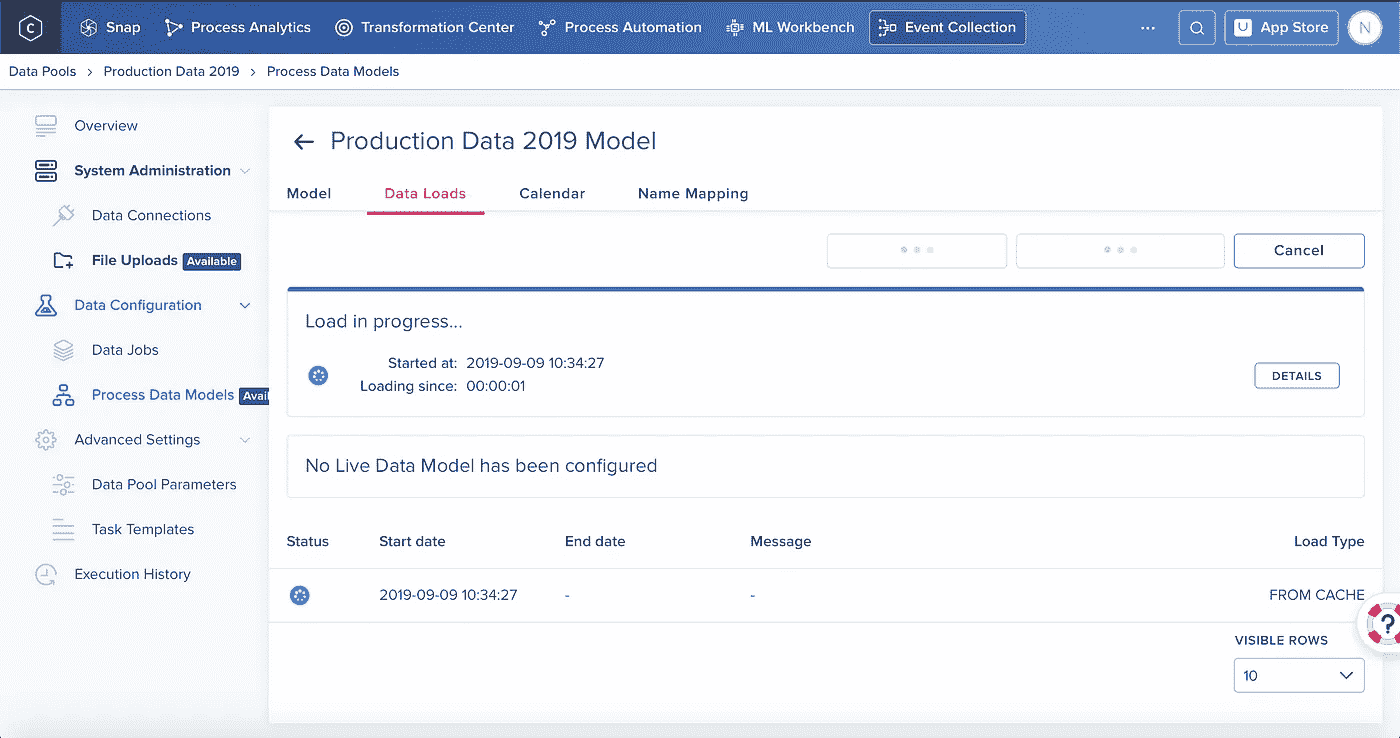 C
Snap
Process Analytics
Transformation Center
Process Automation
ML Workbench
Event Collection
...
U App Store
N
Data Pools > Production Data 2019 > Process Data Models
Overview
System Administration
Data Connections
File Uploads Available
Data Configuration
Data Jobs
Process Data Models Avai
Advanced Settings
Data Pool Parameters
Task Templates
Execution History
← Production Data 2019 Model
Model
Data Loads
Calendar
Name Mapping
Cancel
Load in progress...
Started at: 2019-09-09 10:34:27
Loading since: 00:00:01
DETAILS
No Live Data Model has been configured
Status Start date End date Message Load Type
2019-09-09 10:34:27 - - FROM CACHE
?
VISIBLE ROWS
10